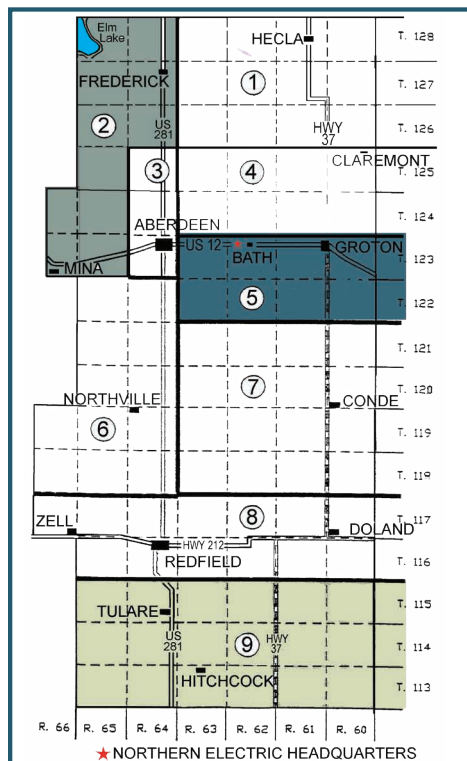 Elm
Lake
HECLA
T. 128
FREDERICK
1
T. 127
2
US
281
HWY
37
T. 126
3
4
CLAREMONT
T. 125
ABERDEEN
T. 124
US 12
BATH
GROTON
MINA
T. 123
5
T. 122
T. 121
7
T. 120
NORTHVILLE
CONDE
6
T. 119
T. 119
ZELL
8
DOLAND
T. 117
HWY 212
REDFIELD
T. 116
TULARE
T. 115
US
281
9
HWY
37
T. 114
HITCHCOCK
T. 113
R. 66 R. 65 R. 64 R. 63 R. 62 R. 61 R. 60
NORTHERN ELECTRIC HEADQUARTERS